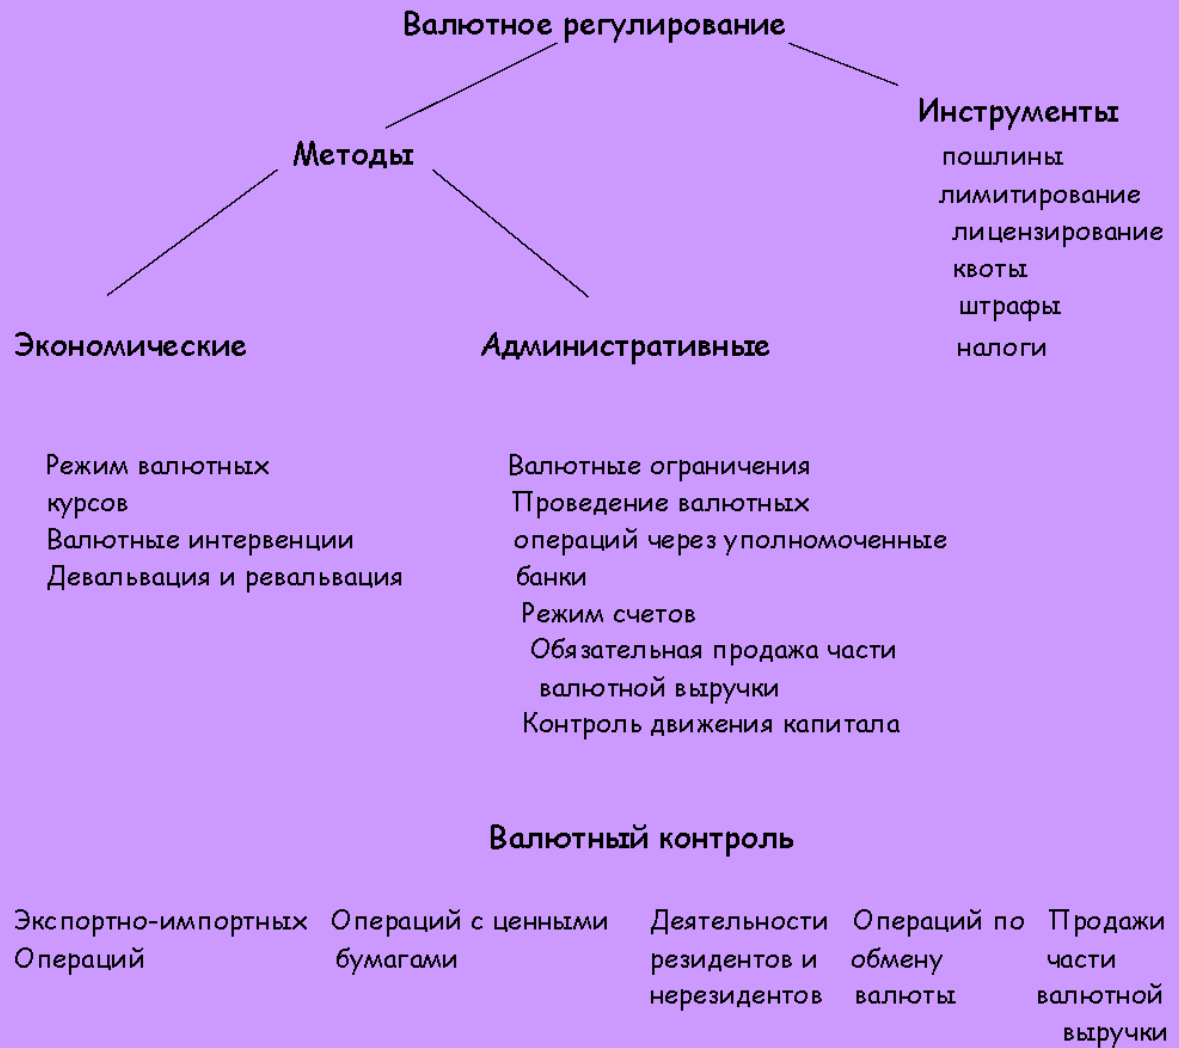 Валютное регулирование
Инструменты
пошлины
лимитирование
лицензирование
квоты
штрафы
налоги
Методы
Экономические
Режим валютных
курсов
Валютные интервенции
Девальвация и ревальвация
Административные
Валютные ограничения
Проведение валютных
операций через уполномоченные
банки
Режим счетов
Обязательная продажа части
валютной выручки
Контроль движения капитала
Валютный контроль
Экспортно-импортных
Операций
Операций с ценными
бумагами
Деятельности
резидентов и
нерезидентов
Операций по
обмену
валюты
Продажи
части
валютной
выручки